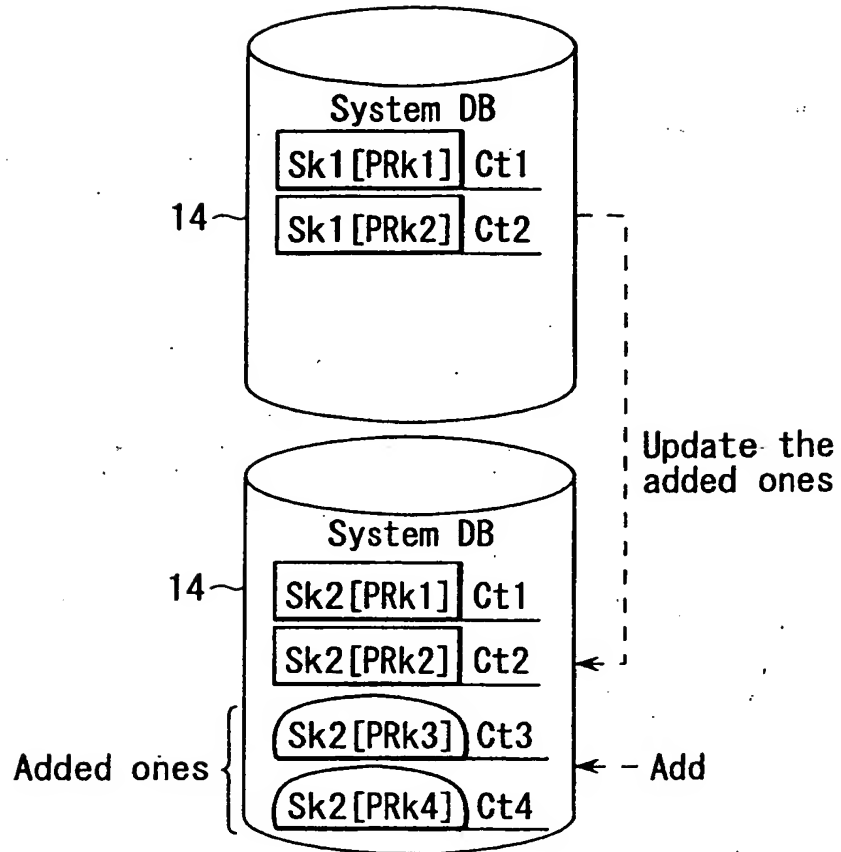 System DB
Sk1[PRk1] Ct1
14
Sk1[PRk2] Ct2
Update the
added ones
System DB
14
Sk2[PRk1] Ct1
Sk2[PRk2] Ct2
Sk2[PRk3] Ct3
Added ones
Add
Sk2[PRk4] Ct4